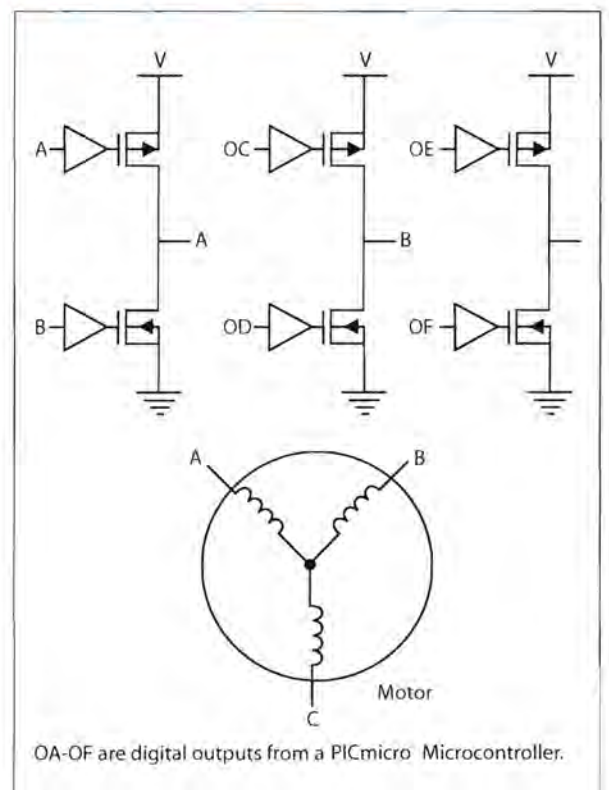 V V V
A OC OE
A B
B OD OF
A B
Motor
C
OA-OF are digital outputs from a PICmicro Microcontroller.